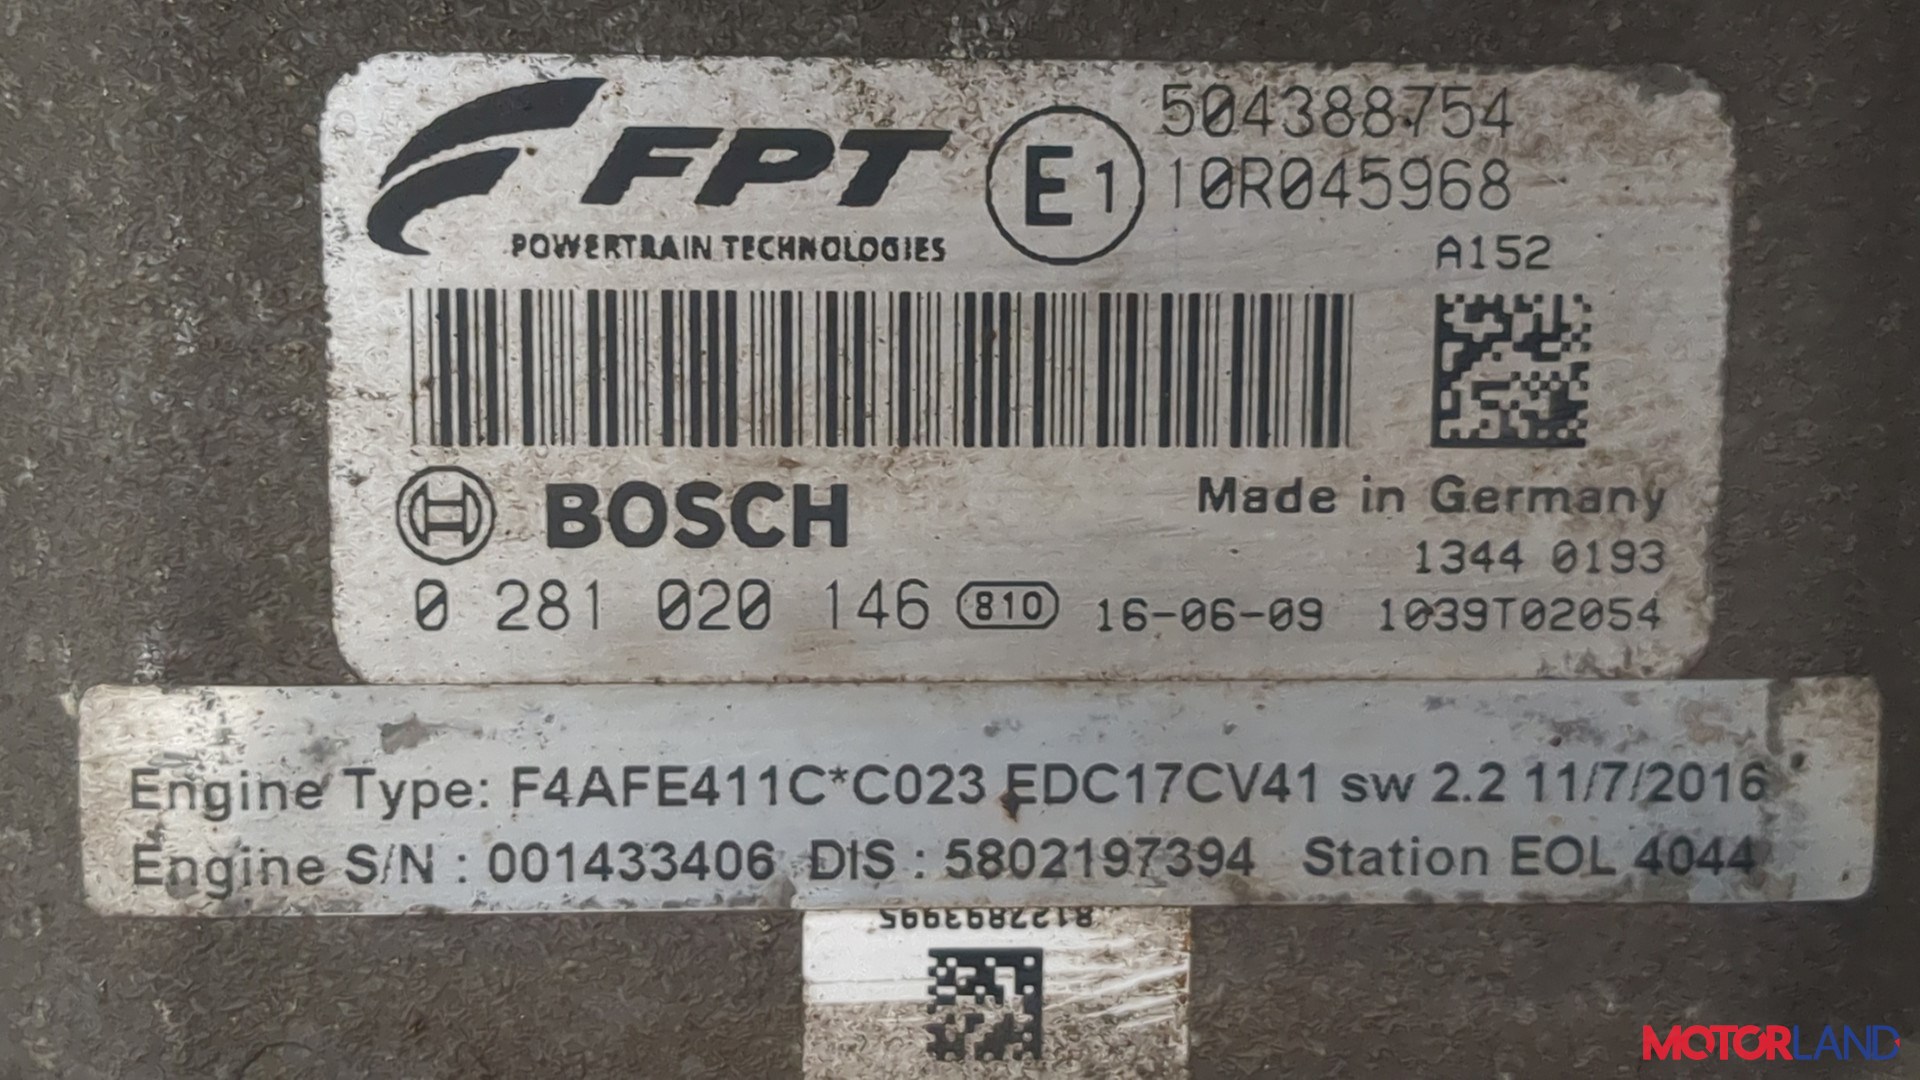 FPT
POWERTRAIN TECHNOLOGIES
E1
504388754
10R045968
A152
BOSCH
Made in Germany
1344 0193
0 281 020 146 810 16-06-09 1039T02054
Engine Type: F4AFE411C*C023 EDC17CV41 sw 2.2 11/7/2016
Engine S/N : 001433406 DIS : 5802197394 Station EOL 4044
8127893995
MOTORLAND